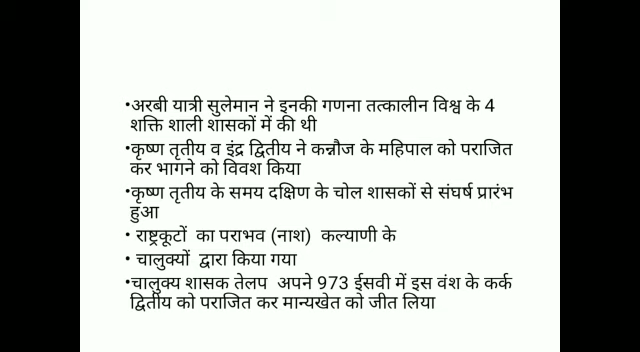 •अरबी यात्री सुलेमान ने इनकी गणना तत्कालीन विश्व के 4
शक्ति शाली शासकों में की थी
•कृष्ण तृतीय व इंद्र द्वितीय ने कन्नौज के महिपाल को पराजित
कर भागने को विवश किया
•कृष्ण तृतीय के समय दक्षिण के चोल शासकों से संघर्ष प्रारंभ
हुआ
• राष्ट्रकूटों का पराभव (नाश) कल्याणी के
• चालुक्यों द्वारा किया गया
•चालुक्य शासक तेलप अपने 973 ईसवी में इस वंश के कर्क
द्वितीय को पराजित कर मान्यखेत को जीत लिया